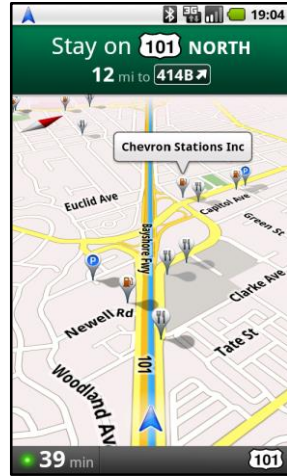 3G
19:04
Stay on 101 NORTH
12 mi to 414B
Chevron Stations Inc
Euclid Ave
Capitol Ave
Green St
Bayshore Fwy
Clarke Ave
Newell Rd
Tate St
101
Woodland Av
39 min
101